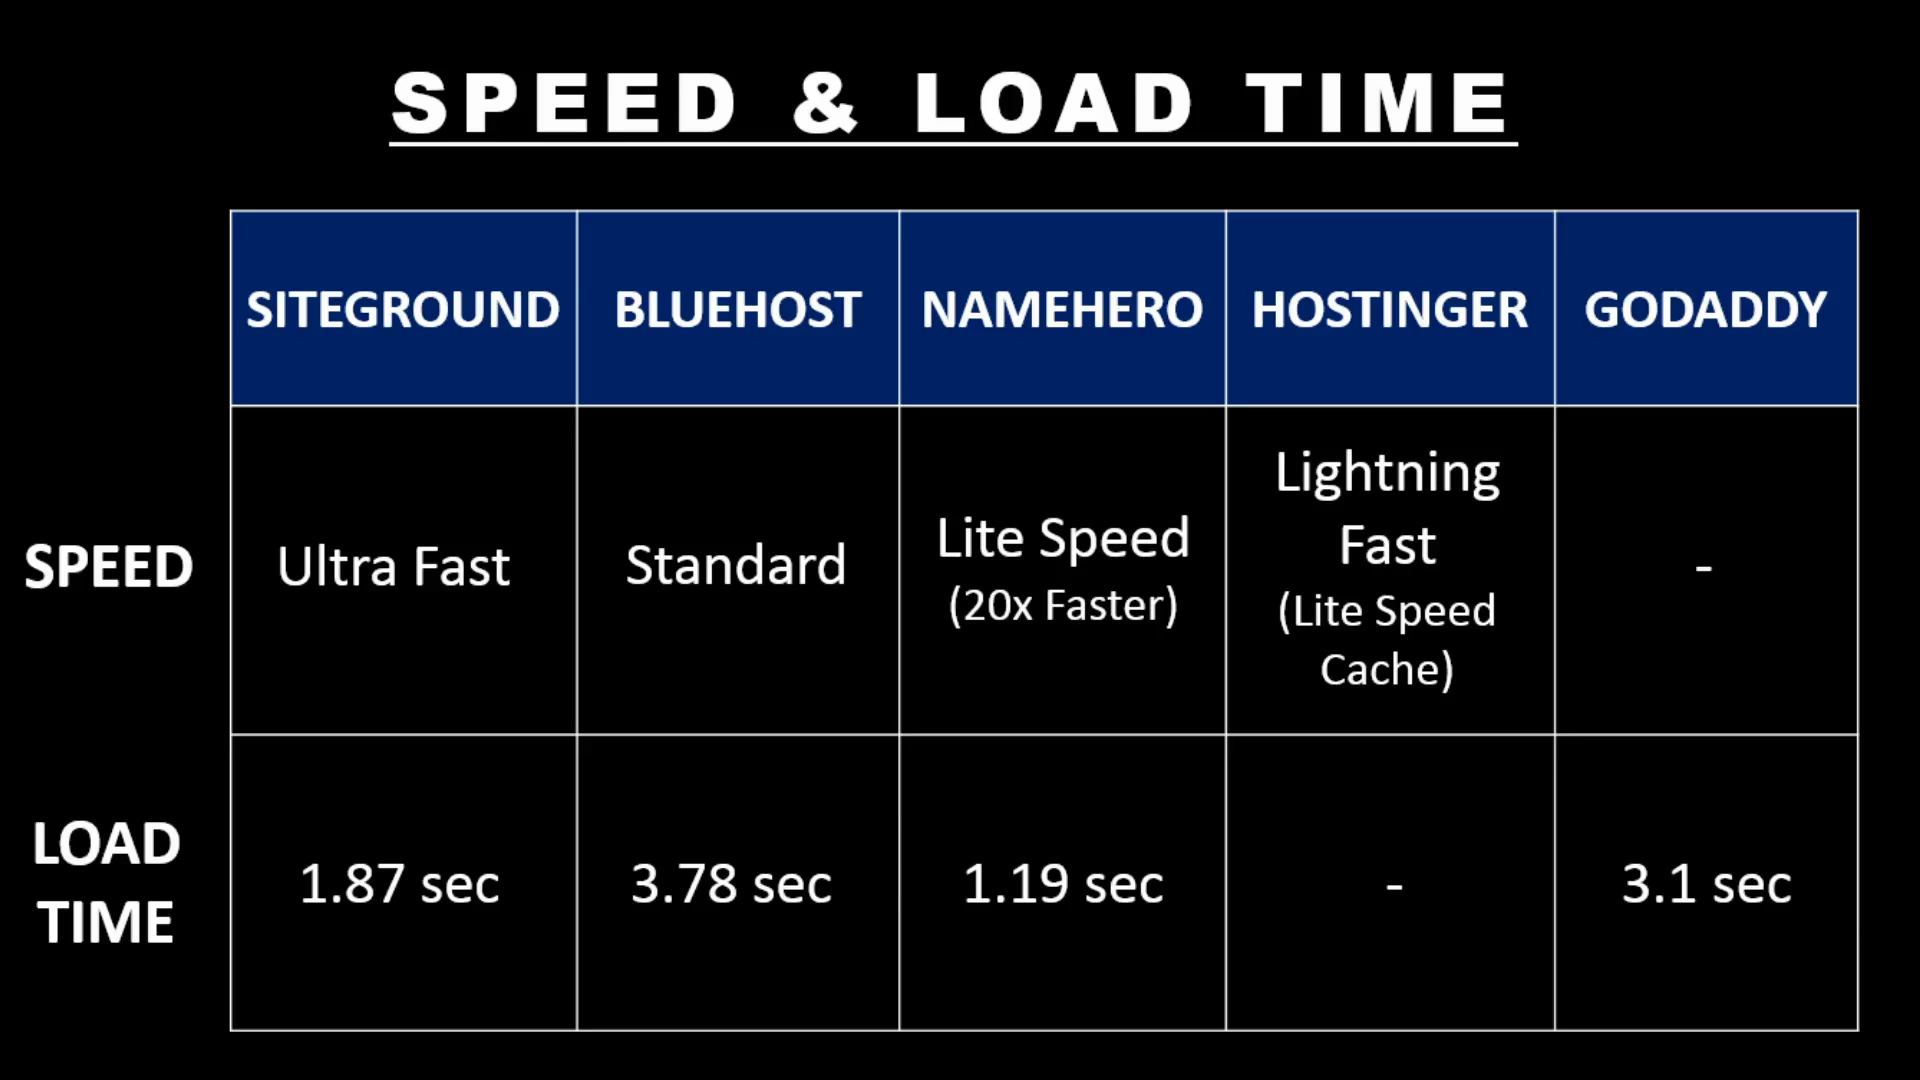 SPEED & LOAD TIME
SITEGROUND BLUEHOST NAMEHERO HOSTINGER GODADDY
SPEED
Ultra Fast
Standard
Lite Speed
(20x Faster)
Lightning
Fast
(Lite Speed
Cache)
-
LOAD
TIME
1.87 sec
3.78 sec
1.19 sec
-
3.1 sec